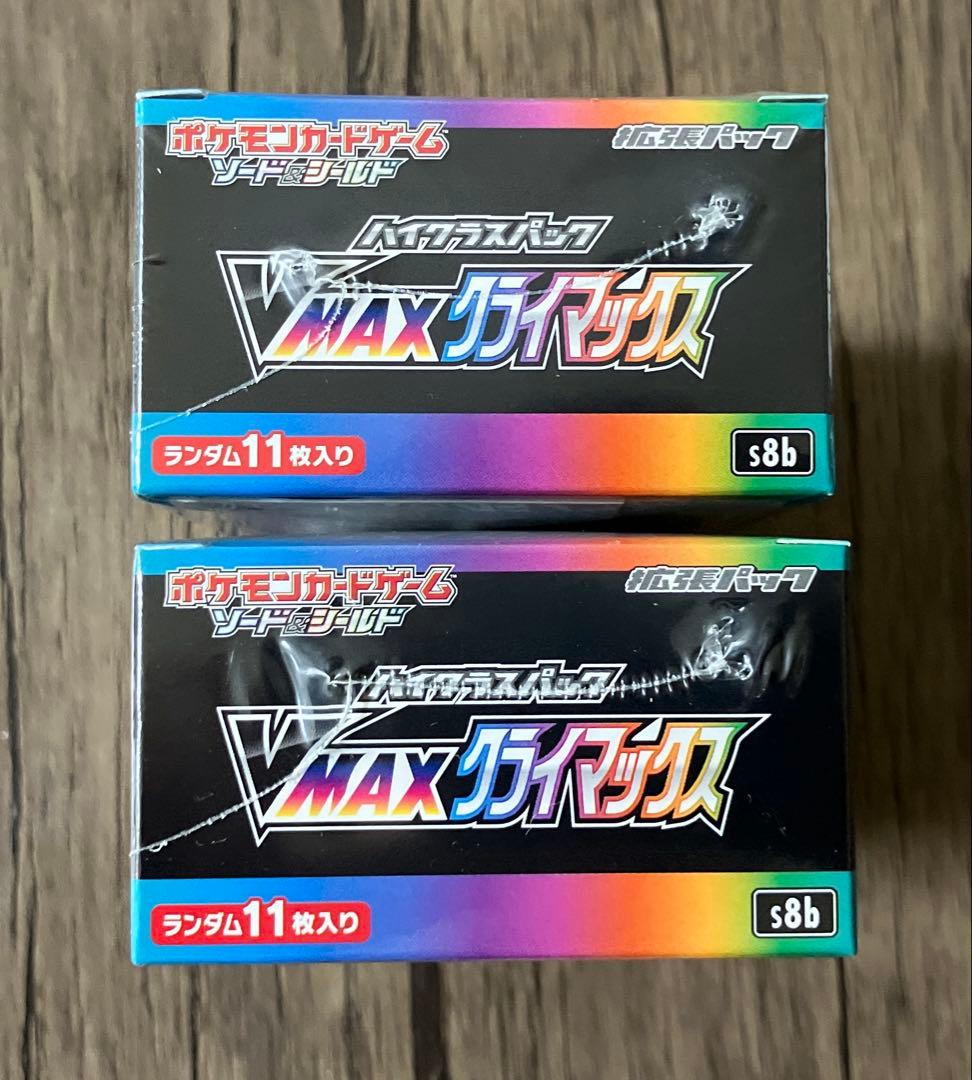 ポケモンカードゲーム
ソード&シールド
拡張パック
ハイクラスパック
VMAXクライマックス
ランダム11枚入り
s8b
ポケモンカードゲーム
ソード&シールド
拡張パック
ハイクラスパック
VMAXクライマックス
ランダム11枚入り
s8b